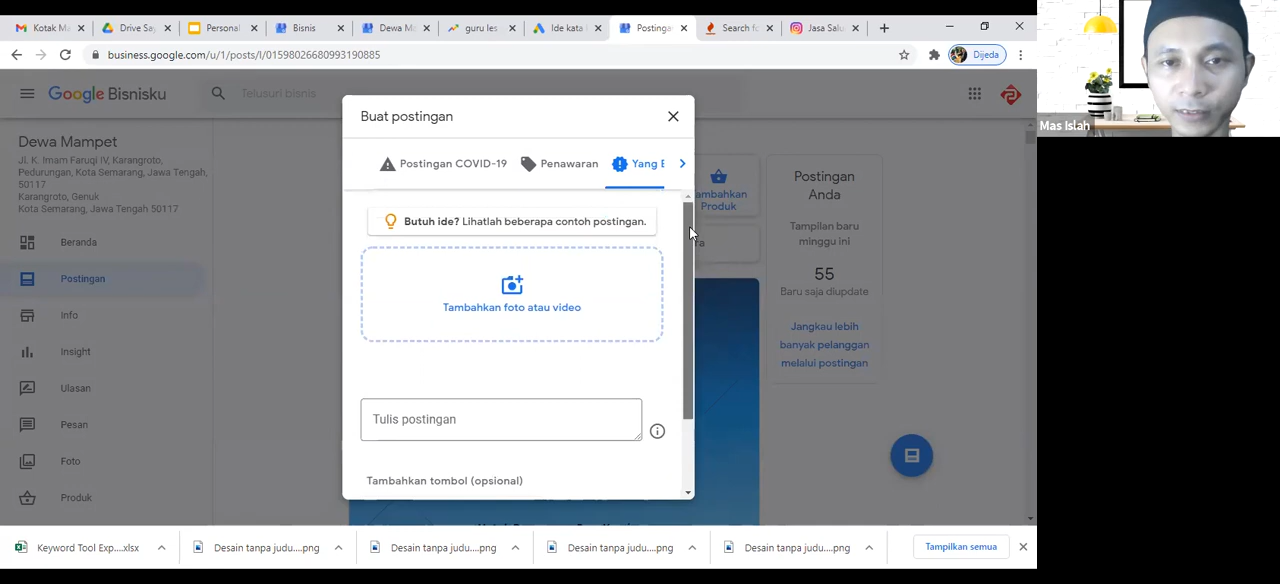 Kotak M
Drive Say
Personal
Bisnis
Dewa M
guru les
Ide kata
Postinga
Search fo
Jasa Salu
business.google.com/u/1/posts/l/01598026680993190885
Dijeda
Google Bisnisku
Telusuri bisnis
Mas Islah
Dewa Mampet
Jl. K. Imam Faruqi IV, Karangroto,
Pedurungan, Kota Semarang, Jawa Tengah,
50117
Karangroto, Genuk
Kota Semarang, Jawa Tengah 50117
Beranda
Postingan
Info
Insight
Ulasan
Pesan
Foto
Produk
Buat postingan
Postingan COVID-19
Penawaran
Yang B
Butuh ide? Lihatlah beberapa contoh postingan.
Tambahkan foto atau video
Tulis postingan
Tambahkan tombol (opsional)
ambahkan
Produk
ra
Postingan
Anda
Tampilan baru
minggu ini
55
Baru saja diupdate
Jangkau lebih
banyak pelanggan
melalui postingan
Keyword Tool Exp....xlsx
Desain tanpa judu....png
Desain tanpa judu....png
Desain tanpa judu....png
Desain tanpa judu....png
Tampilkan semua